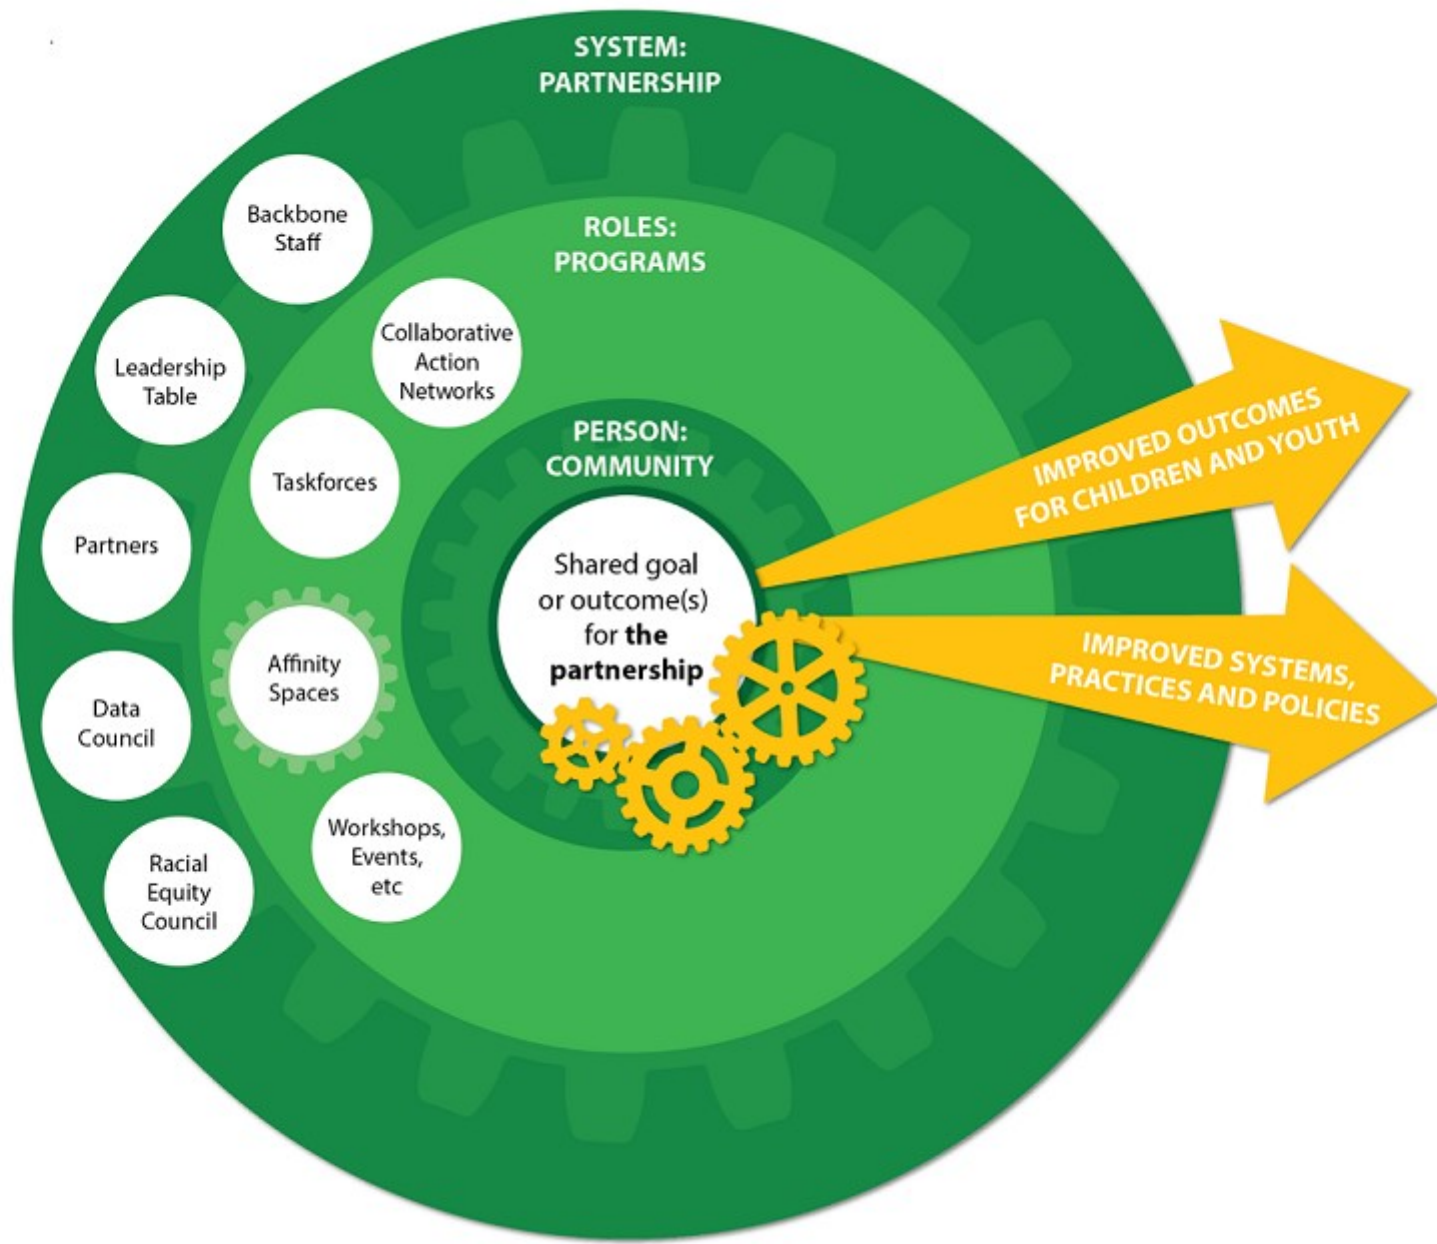 SYSTEM:
PARTNERSHIP
Backbone
Staff
ROLES:
PROGRAMS
Collaborative
Action
Networks
Leadership
Table
PERSON:
COMMUNITY
Taskforces
Partners
Shared goal
or outcome(s)
for the
partnership
Affinity
Spaces
Data
Council
Workshops,
Events,
etc
Racial
Equity
Council
IMPROVED OUTCOMES
FOR CHILDREN AND YOUTH
IMPROVED SYSTEMS,
PRACTICES AND POLICIES